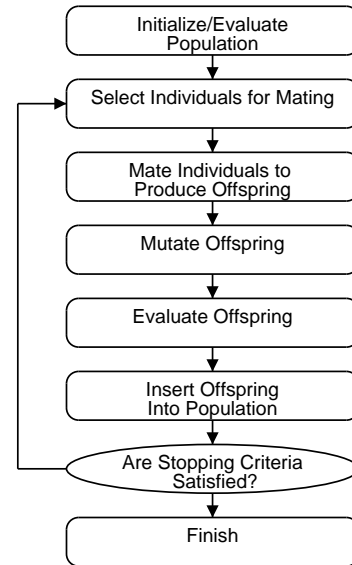 Initialize/Evaluate
Population
Select Individuals for Mating
Mate Individuals to
Produce Offspring
Mutate Offspring
Evaluate Offspring
Insert Offspring
Into Population
Are Stopping Criteria
Satisfied?
Finish